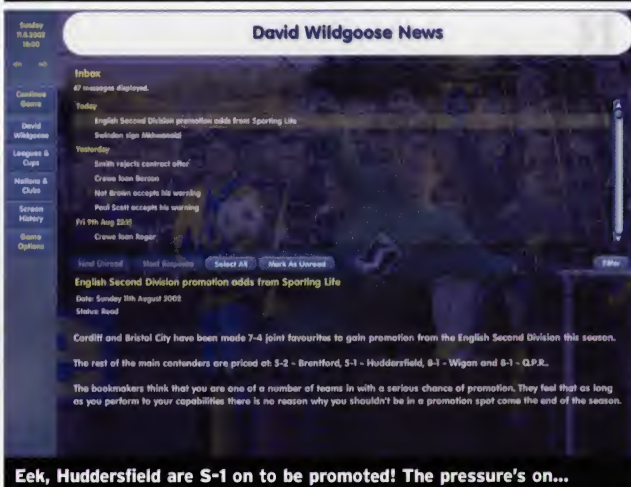 Sunday
11.8.2002
18:00
David Wildgoose News
Continue
Game
David
Wildgoose
Leagues &
Cups
Nations &
Clubs
Screen
History
Game
Options
Inbox
67 messages displayed.
Today
English Second Division promotion odds from Sporting Life
Swindon sign
Yesterday
Smith rejects contract offer
Crewe loan Berson
Nat Brown accepts his warning
Paul Scott accepts his warning
Fri 9th Aug
Crewe loan Roger
Next Unread
Must Response
Select All
Mark As Unread
Filter
English Second Division promotion odds from Sporting Life
Date: Sunday 11th August 2002
Status: Read
Cardiff and Bristol City have been made 7-4 joint favourites to gain promotion from the English Second Division this season.
The rest of the main contenders are priced at: 5-2 - Brentford, 5-1 - Huddersfield, 8-1 - Wigan and 8-1 - Q.P.R..
The bookmakers think that you are one of a number of teams in with a serious chance of promotion. They feel that as long
as you perform to your capabilities there is no reason why you shouldn't be in a promotion spot come the end of the season.
Eek, Huddersfield are 5-1 on to be promoted! The pressure's on...